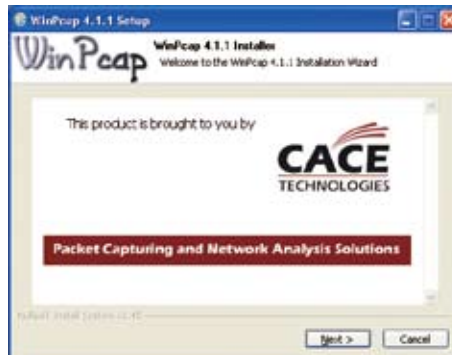 WinPcap 4.1.1 Setup
WinPcap
WinPcap 4.1.1 Installer
Welcome to the WinPcap 4.1.1 Installation Wizard
This product is brought to you by
CACE
TECHNOLOGIES
Packet Capturing and Network Analysis Solutions
Next >
Cancel